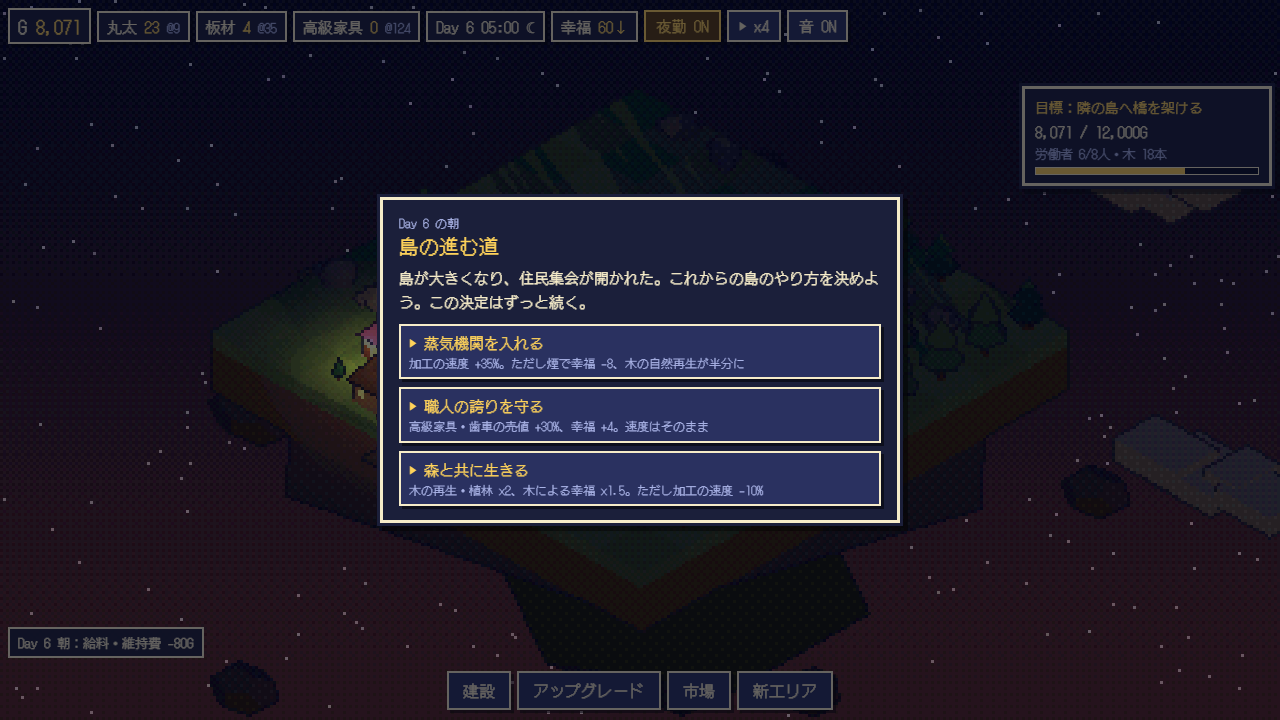 G 8,071 丸太 23 @9 板材 4 @35 高級家具 0 @124 Day 6 05:00 ☾ 幸福 60↓ 夜勤 ON ▶ x4 音 ON
目標：隣の島へ橋を架ける
8,071 / 12,000G
労働者 6/8人・木 18本
Day 6 の朝
島の進む道
島が大きくなり、住民集会が開かれた。これからの島のやり方を決めよ
う。この決定はずっと続く。
▶ 蒸気機関を入れる
加工の速度 +35%。ただし煙で幸福 -8、木の自然再生が半分に
▶ 職人の誇りを守る
高級家具・歯車の売値 +30%、幸福 +4。速度はそのまま
▶ 森と共に生きる
木の再生・植林 x2、木による幸福 x1.5。ただし加工の速度 -10%
Day 6 朝：給料・維持費 -80G
建設 アップグレード 市場 新エリア